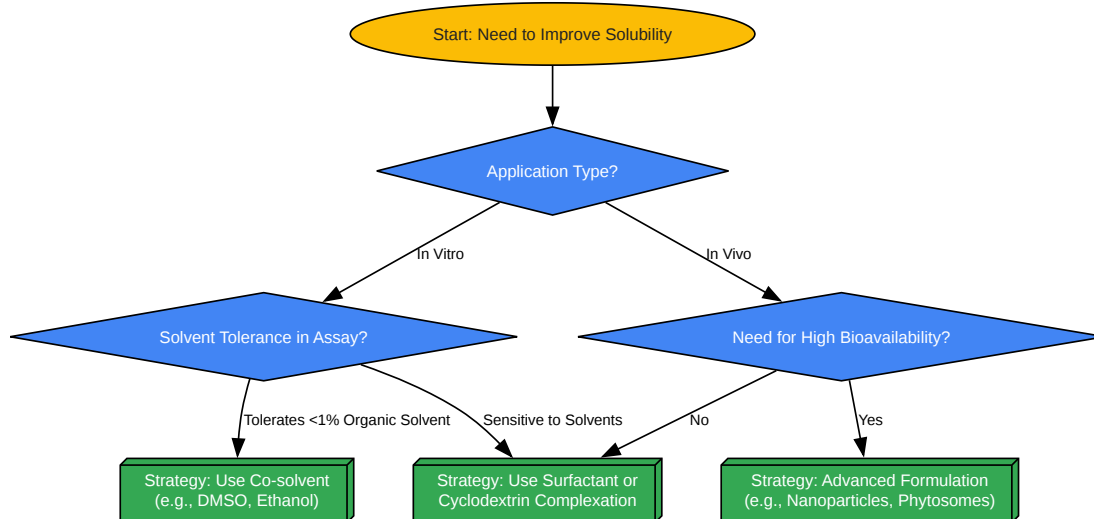 Start: Need to Improve Solubility
Application Type?
In Vitro
In Vivo
Solvent Tolerance in Assay?
Need for High Bioavailability?
Tolerates <1% Organic Solvent
Sensitive to Solvents
No
Yes
Strategy: Use Co-solvent
(e.g., DMSO, Ethanol)
Strategy: Use Surfactant or
Cyclodextrin Complexation
Strategy: Advanced Formulation
(e.g., Nanoparticles, Phytosomes)